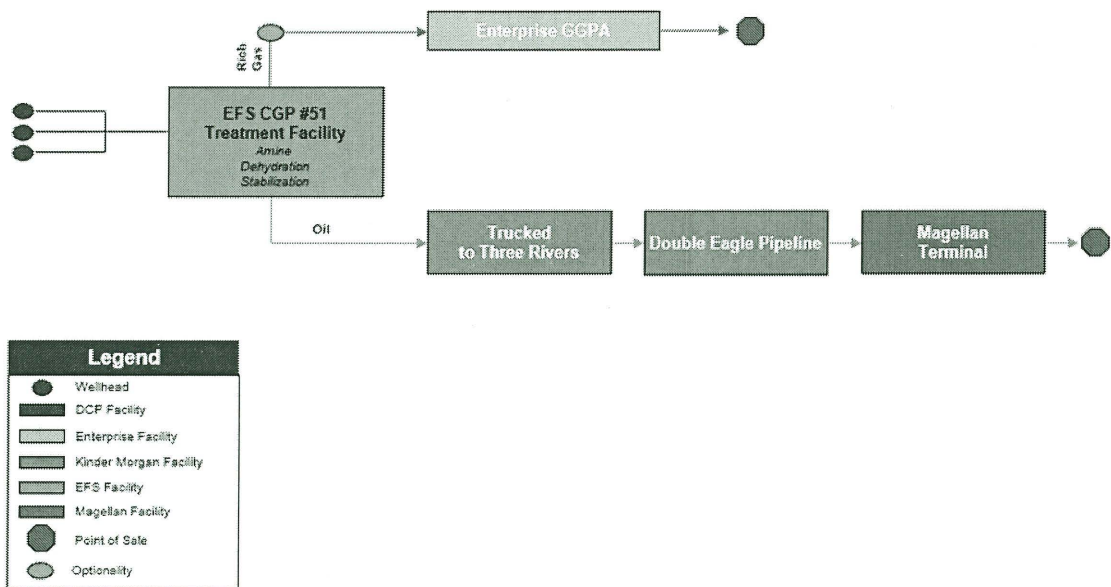 Rich
Gas
Enterprise GGPA
EFS CGP #51
Treatment Facility
Amine
Dehydration
Stabilization
Oil
Trucked
to Three Rivers
Double Eagle Pipeline
Magellan
Terminal
Legend
Wellhead
DCP Facility
Enterprise Facility
Kinder Morgan Facility
EFS Facility
Magellan Facility
Point of Sale
Optionality